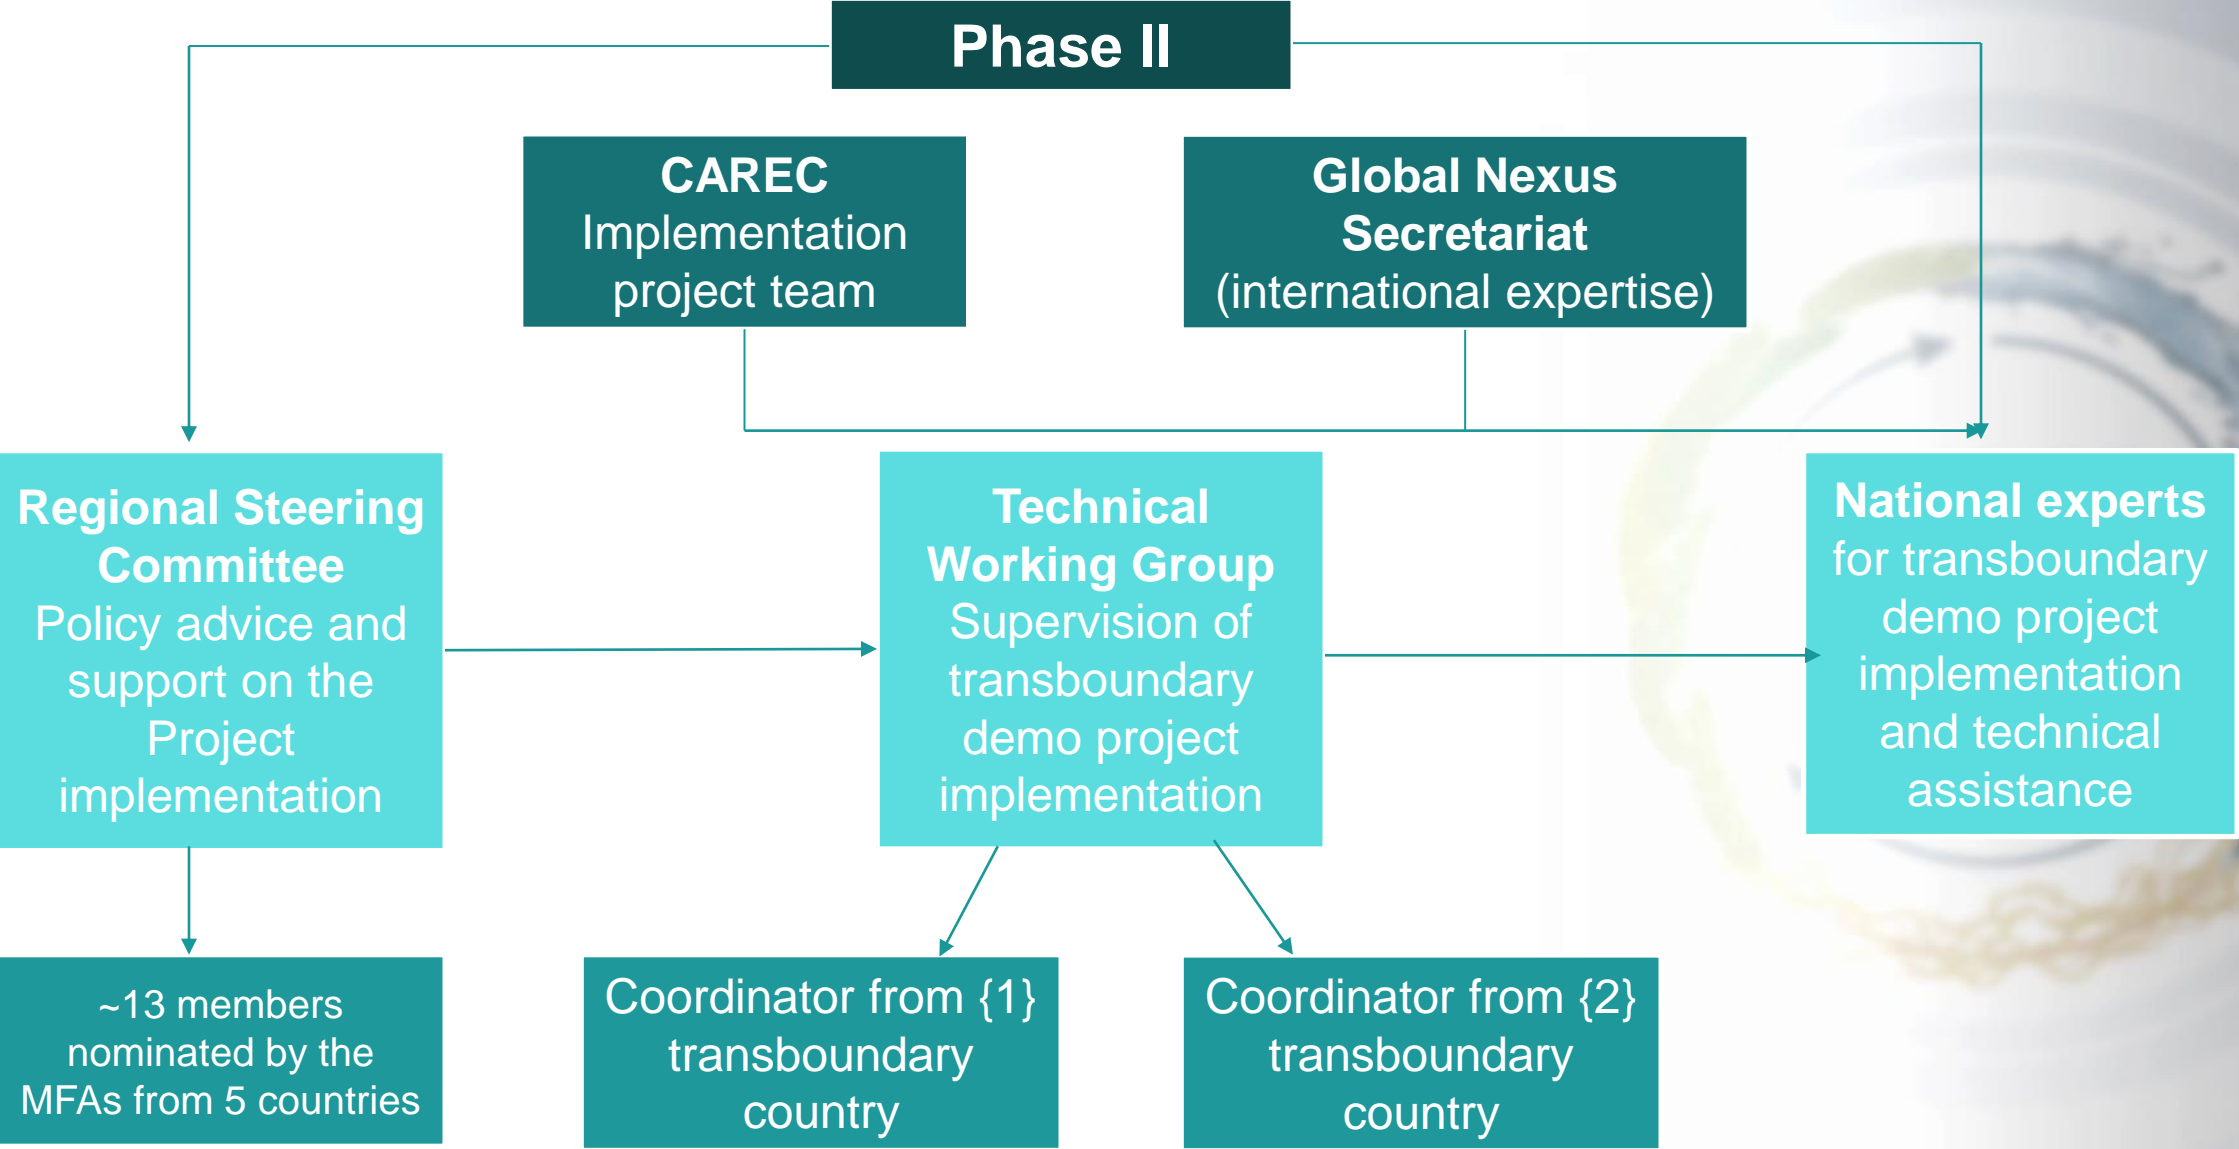 Phase II
CAREC
Implementation
project team
Global Nexus
Secretariat
(international expertise)
Regional Steering
Committee
Policy advice and
support on the
Project
implementation
Technical
Working Group
Supervision of
transboundary
demo project
implementation
National experts
for transboundary
demo project
implementation
and technical
assistance
~13 members
nominated by the
MFAs from 5 countries
Coordinator from {1}
transboundary
country
Coordinator from {2}
transboundary
country